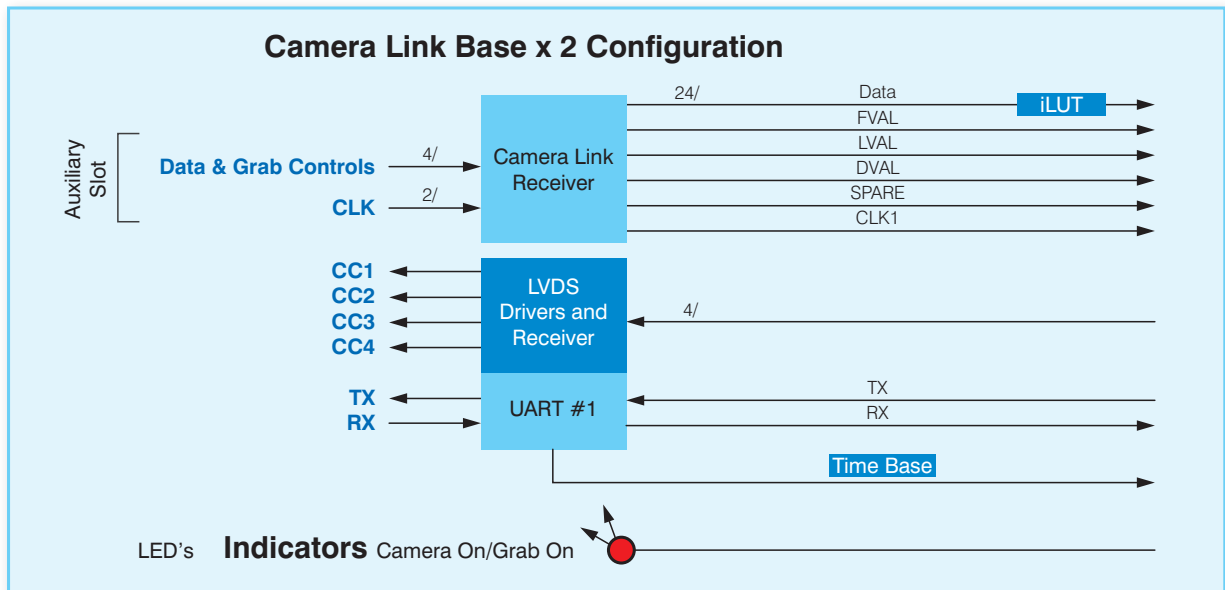 Camera Link Base x 2 Configuration
24/ Data iLUT
FVAL
LVAL
DVAL
SPARE
CLK1
Auxiliary
Slot
Data & Grab Controls 4/
CLK 2/
Camera Link
Receiver
CC1
CC2
CC3
CC4
LVDS
Drivers and
Receiver
4/
TX
RX
UART #1
TX
RX
Time Base
LED's Indicators Camera On/Grab On